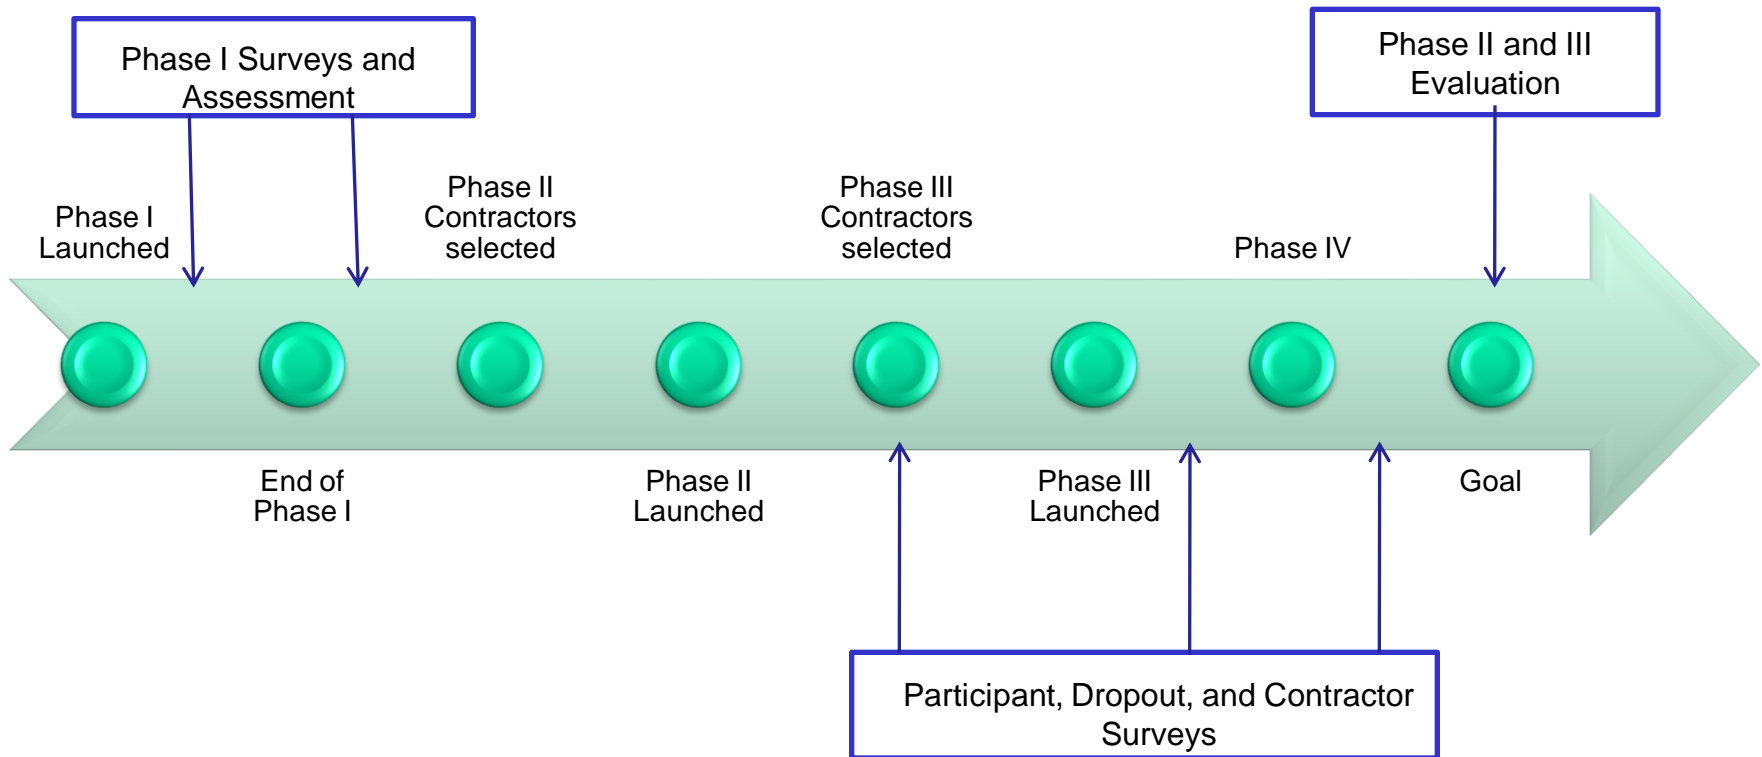 Phase I Surveys and
Assessment
Phase II and III
Evaluation
Phase I
Launched
Phase II
Contractors
selected
Phase III
Contractors
selected
Phase IV
End of
Phase I
Phase II
Launched
Phase III
Launched
Goal
Participant, Dropout, and Contractor
Surveys